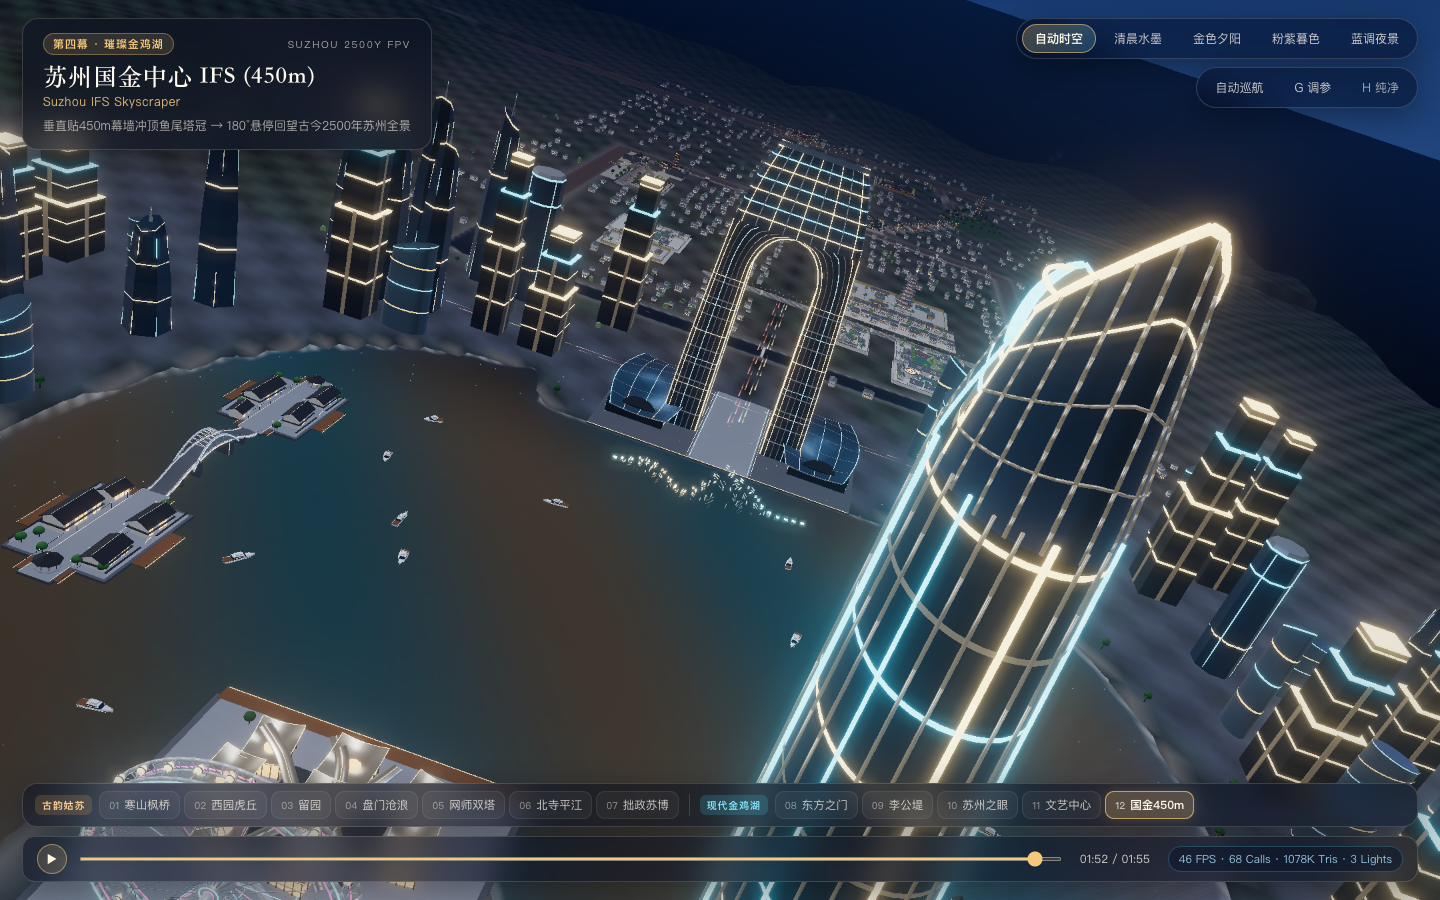 第四幕 · 璀璨金鸡湖
SUZHOU 2500Y FPV
苏州国金中心 IFS (450m)
Suzhou IFS Skyscraper
垂直贴450m幕墙冲顶鱼尾塔冠 → 180°悬停回望古今2500年苏州全景
自动时空 清晨水墨 金色夕阳 粉紫暮色 蓝调夜景
自动巡航 G 调参 H 纯净
古韵姑苏 01 寒山枫桥 02 西园虎丘 03 留园 04 盘门沧浪 05 网师双塔 06 北寺平江 07 拙政苏博 现代金鸡湖 08 东方之门 09 李公堤 10 苏州之眼 11 文艺中心 12 国金450m
01:52 / 01:55
46 FPS · 68 Calls · 1078K Tris · 3 Lights